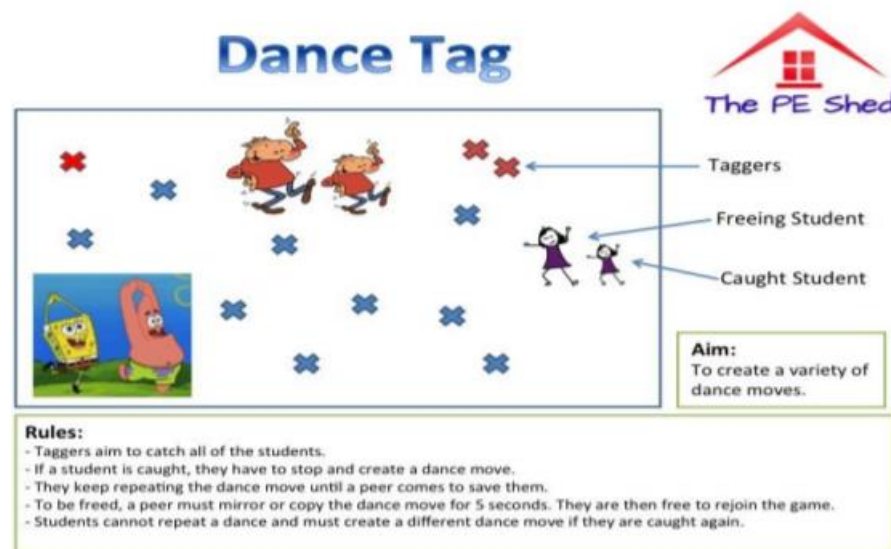 Dance Tag
The PE Shed
Taggers
Freeing Student
Caught Student
Aim:
To create a variety of
dance moves.
Rules:
- Taggers aim to catch all of the students.
- If a student is caught, they have to stop and create a dance move.
- They keep repeating the dance move until a peer comes to save them.
- To be freed, a peer must mirror or copy the dance move for 5 seconds. They are then free to rejoin the game.
- Students cannot repeat a dance and must create a different dance move if they are caught again.